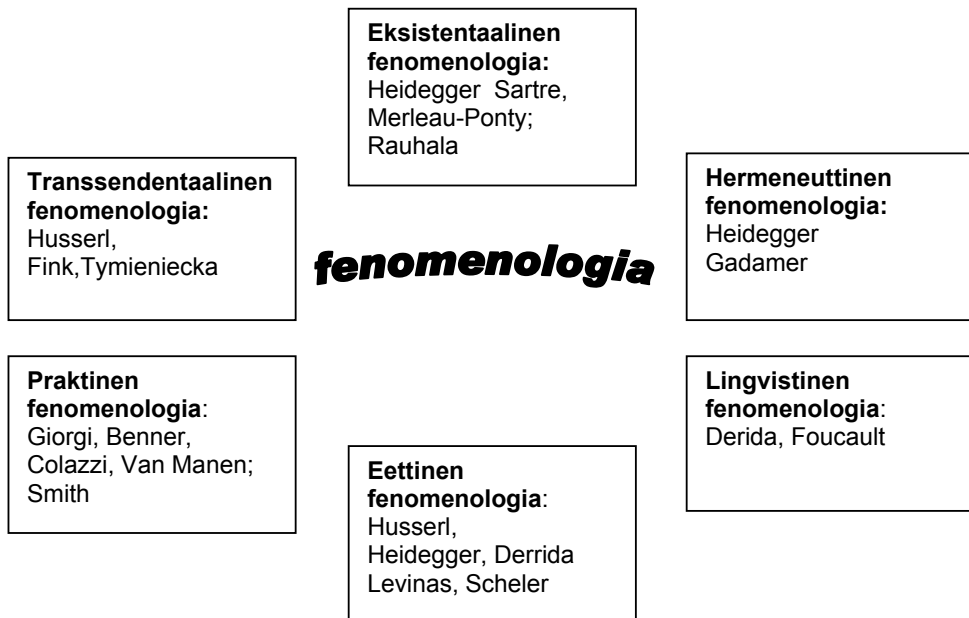 Eksistentaalinen
fenomenologia:
Heidegger Sartre,
Merleau-Ponty;
Rauhala
Transsendentaalinen
fenomenologia:
Husserl,
Fink,Tymieniecka
Hermeneuttinen
fenomenologia:
Heidegger
Gadamer
fenomenologia
Praktinen
fenomenologia:
Giorgi, Benner,
Colazzi, Van Manen;
Smith
Lingvistinen
fenomenologia:
Derida, Foucault
Eettinen
fenomenologia:
Husserl,
Heidegger, Derrida
Levinas, Scheler